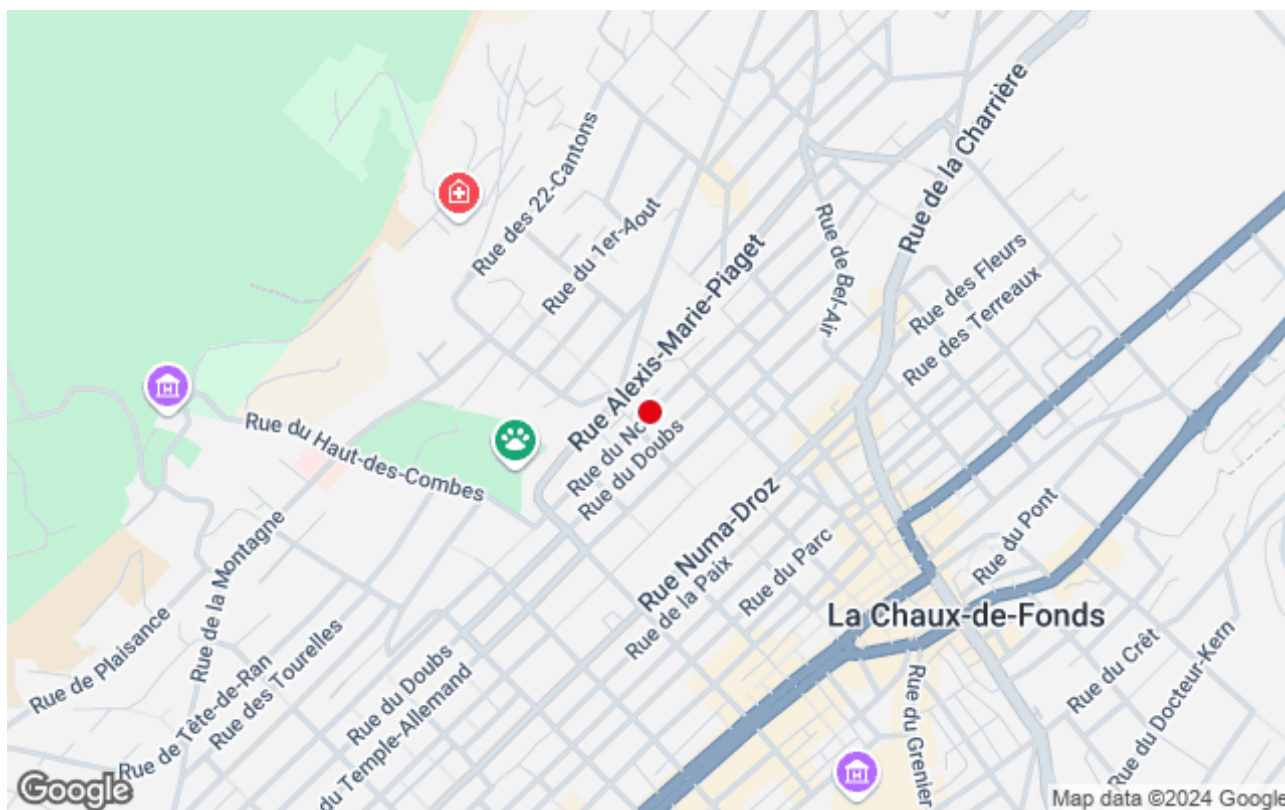 Rue de la Charrière
Rue des 22-Cantons
Rue du 1er-Aout
Rue Alexis-Marie-Piaget
Rue de Bel-Air
Rue des Fleurs
Rue des Terreaux
Rue du Haut-des-Combes
Rue du No
Rue du Doubs
Rue de la Montagne
Rue Numa-Droz
Rue de la Paix
Rue du Parc
Rue du Pont
La Chaux-de-Fonds
Rue de Plaisance
Rue de Tête-de-Ran
Rue des Tourelles
Rue du Doubs
du Temple-Allemand
Rue du Crêt
Rue du Docteur-Kern
Rue du Grenier
Google
Map data ©2024 Google